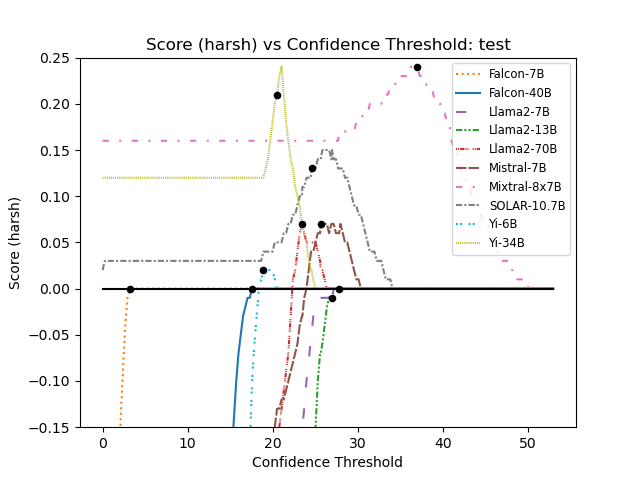 Score (harsh) vs Confidence Threshold: test
0.25
0.20
0.15
0.10
0.05
0.00
−0.05
−0.10
−0.15
Score (harsh)
0
10
20
30
40
50
Confidence Threshold
Falcon-7B
Falcon-40B
Llama2-7B
Llama2-13B
Llama2-70B
Mistral-7B
Mixtral-8x7B
SOLAR-10.7B
Yi-6B
Yi-34B